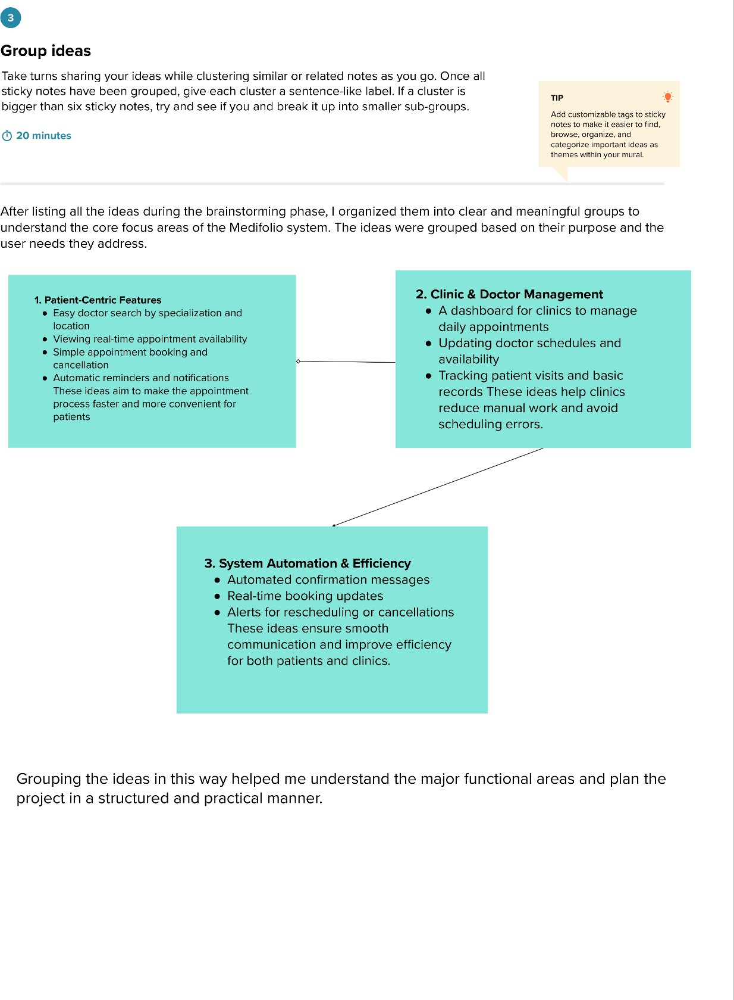 3
Group ideas
Take turns sharing your ideas while clustering similar or related notes as you go. Once all
sticky notes have been grouped, give each cluster a sentence-like label. If a cluster is
bigger than six sticky notes, try and see if you and break it up into smaller sub-groups.
20 minutes
TIP
Add customizable tags to sticky
notes to make it easier to find,
browse, organize, and
categorize important ideas as
themes within your mural.
After listing all the ideas during the brainstorming phase, I organized them into clear and meaningful groups to
understand the core focus areas of the Medifolio system. The ideas were grouped based on their purpose and the
user needs they address.
1. Patient-Centric Features
● Easy doctor search by specialization and
location
● Viewing real-time appointment availability
● Simple appointment booking and
cancellation
● Automatic reminders and notifications
These ideas aim to make the appointment
process faster and more convenient for
patients
2. Clinic & Doctor Management
● A dashboard for clinics to manage
daily appointments
● Updating doctor schedules and
availability
● Tracking patient visits and basic
records These ideas help clinics
reduce manual work and avoid
scheduling errors.
3. System Automation & Efficiency
● Automated confirmation messages
● Real-time booking updates
● Alerts for rescheduling or cancellations
These ideas ensure smooth
communication and improve efficiency
for both patients and clinics.
Grouping the ideas in this way helped me understand the major functional areas and plan the
project in a structured and practical manner.